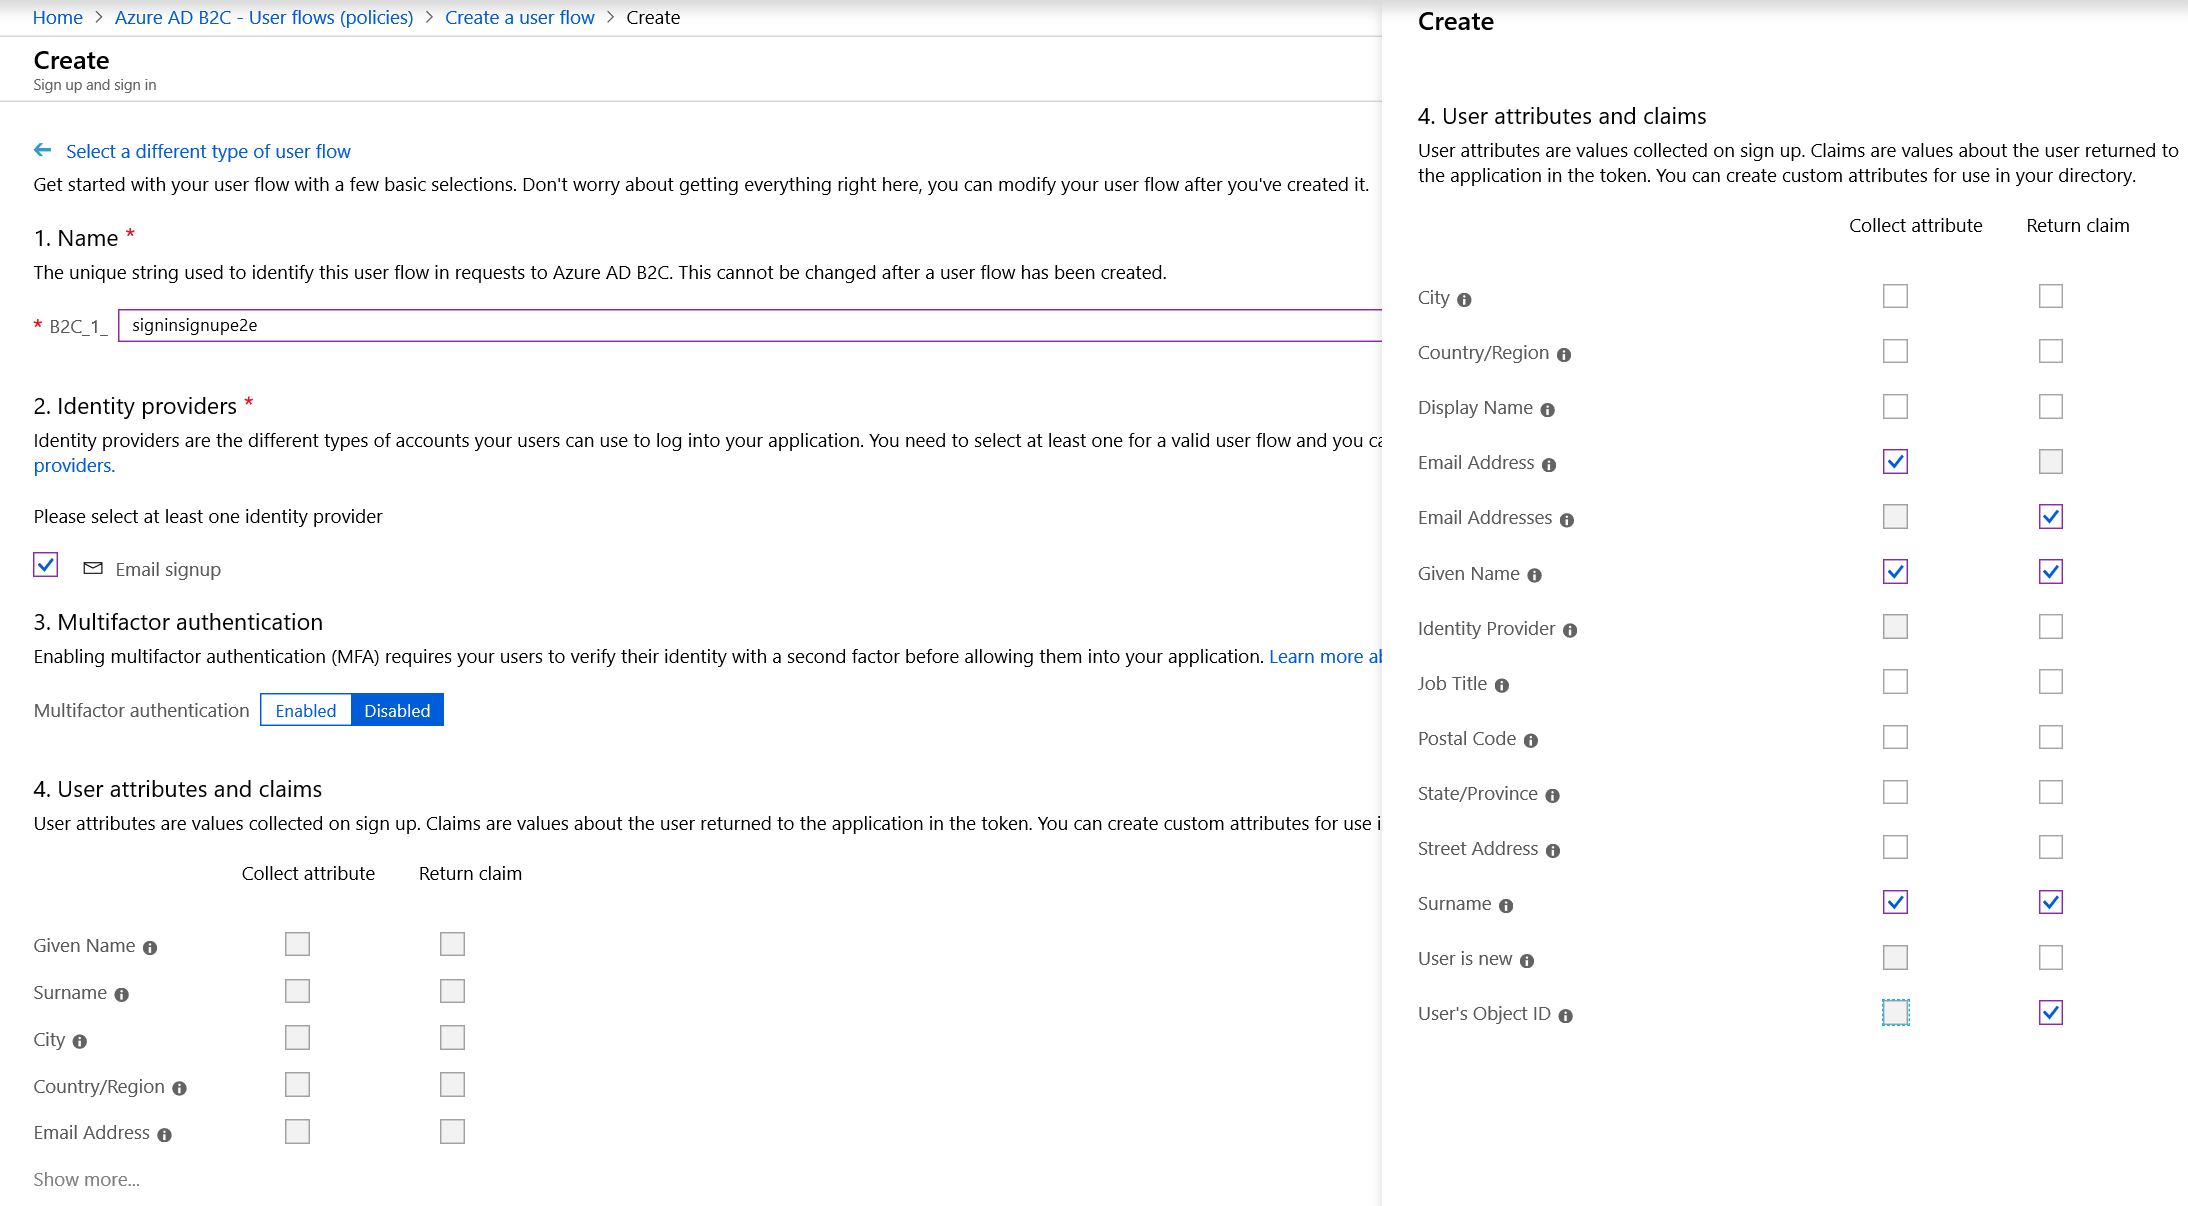 Home > Azure AD B2C - User flows (policies) > Create a user flow > Create
Create
Sign up and sign in
← Select a different type of user flow
Get started with your user flow with a few basic selections. Don't worry about getting everything right here, you can modify your user flow after you've created it.
1. Name *
The unique string used to identify this user flow in requests to Azure AD B2C. This cannot be changed after a user flow has been created.
* B2C_1_ signinsignupe2e
2. Identity providers *
Identity providers are the different types of accounts your users can use to log into your application. You need to select at least one for a valid user flow and you ca
providers.
Please select at least one identity provider
Email signup
3. Multifactor authentication
Enabling multifactor authentication (MFA) requires your users to verify their identity with a second factor before allowing them into your application. Learn more ab
Multifactor authentication Enabled Disabled
4. User attributes and claims
User attributes are values collected on sign up. Claims are values about the user returned to the application in the token. You can create custom attributes for use i
Collect attribute Return claim
Given Name
Surname
City
Country/Region
Email Address
Show more...
Create
4. User attributes and claims
User attributes are values collected on sign up. Claims are values about the user returned to
the application in the token. You can create custom attributes for use in your directory.
Collect attribute Return claim
City
Country/Region
Display Name
Email Address
Email Addresses
Given Name
Identity Provider
Job Title
Postal Code
State/Province
Street Address
Surname
User is new
User's Object ID